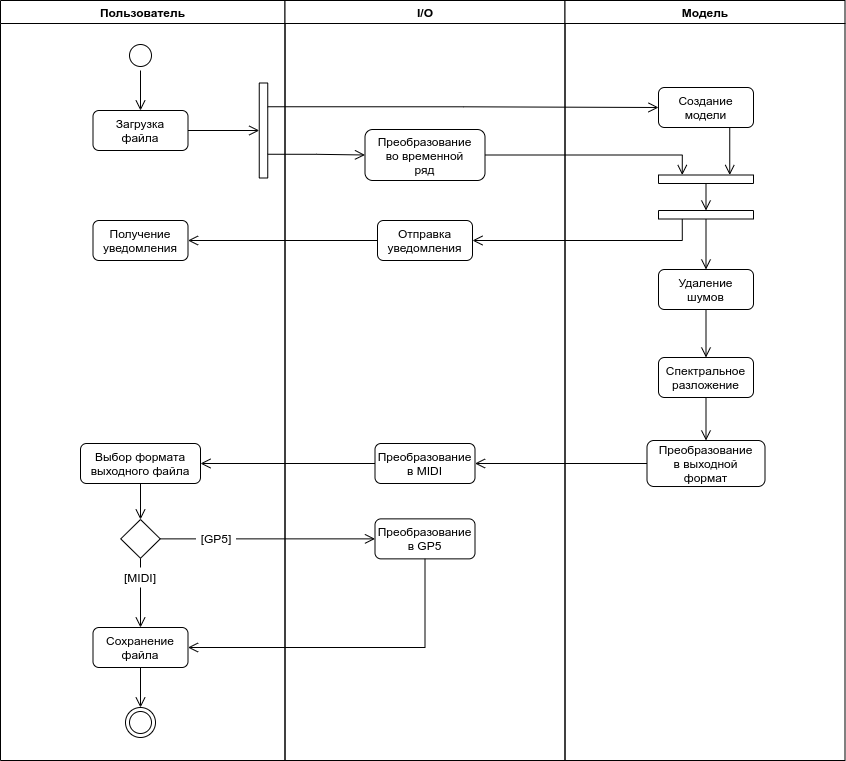 Пользователь
I/O
Модель
Загрузка
файла
Создание
модели
Преобразование
во временной
ряд
Получение
уведомления
Отправка
уведомления
Удаление
шумов
Спектральное
разложение
Выбор формата
выходного файла
Преобразование
в MIDI
Преобразование
в выходной
формат
[GP5]
Преобразование
в GP5
[MIDI]
Сохранение
файла